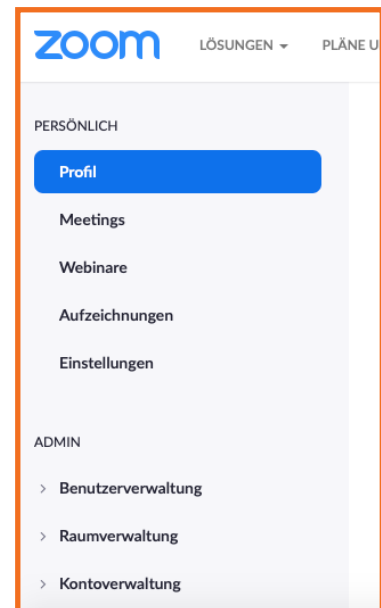 zoom LÖSUNGEN PLÄNE U
PERSÖNLICH
Profil
Meetings
Webinare
Aufzeichnungen
Einstellungen
ADMIN
Benutzerverwaltung
Raumverwaltung
Kontoverwaltung